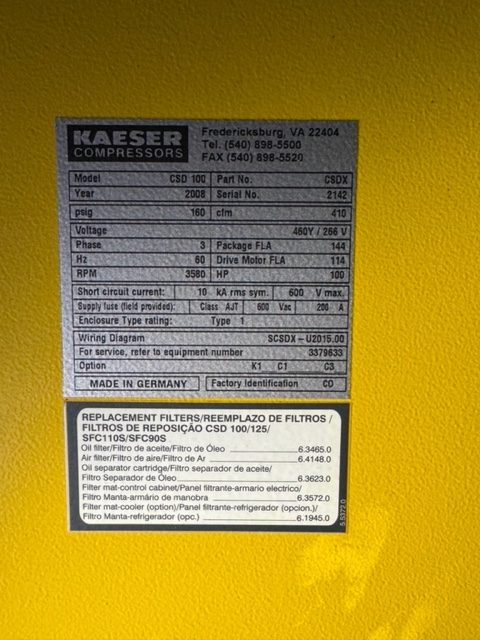 KAESER
COMPRESSORS
Fredericksburg, VA 22404
Tel. (540) 898-5500
FAX (540) 898-5520
Model CSD 100 Part No. CSDX
Year 2008 Serial No. 2142
psig 160 cfm 410
Voltage 460Y / 266 V
Phase 3 Package FLA 144
Hz 60 Drive Motor FLA 114
RPM 3580 HP 100
Short circuit current: 10 kA rms sym. 600 V max.
Supply fuse (field provided): Class AJT 600 Vac 200 A
Enclosure Type rating: Type 1
Wiring Diagram SCSDX-U2015.00
For service, refer to equipment number 3379633
Option K1 C1 C3
MADE IN GERMANY Factory Identification CO
REPLACEMENT FILTERS/REEMPLAZO DE FILTROS /
FILTROS DE REPOSIÇÃO CSD 100/125/
SFC110S/SFC90S
Oil filter/Filtro de aceite/Filtro de Óleo 6.3465.0
Air filter/Filtro de aire/Filtro de Ar 6.4148.0
Oil separator cartridge/Filtro separador de aceite/
Filtro Separador de Óleo 6.3623.0
Filter mat-control cabinet/Panel filtrante-armario electrico/
Filtro Manta-armário de manobra 6.3572.0
Filter mat-cooler (option)/Panel filtrante-refrigerador (opcion.)/
Filtro Manta-refrigerador (opc.) 6.1945.0
5.5372.0